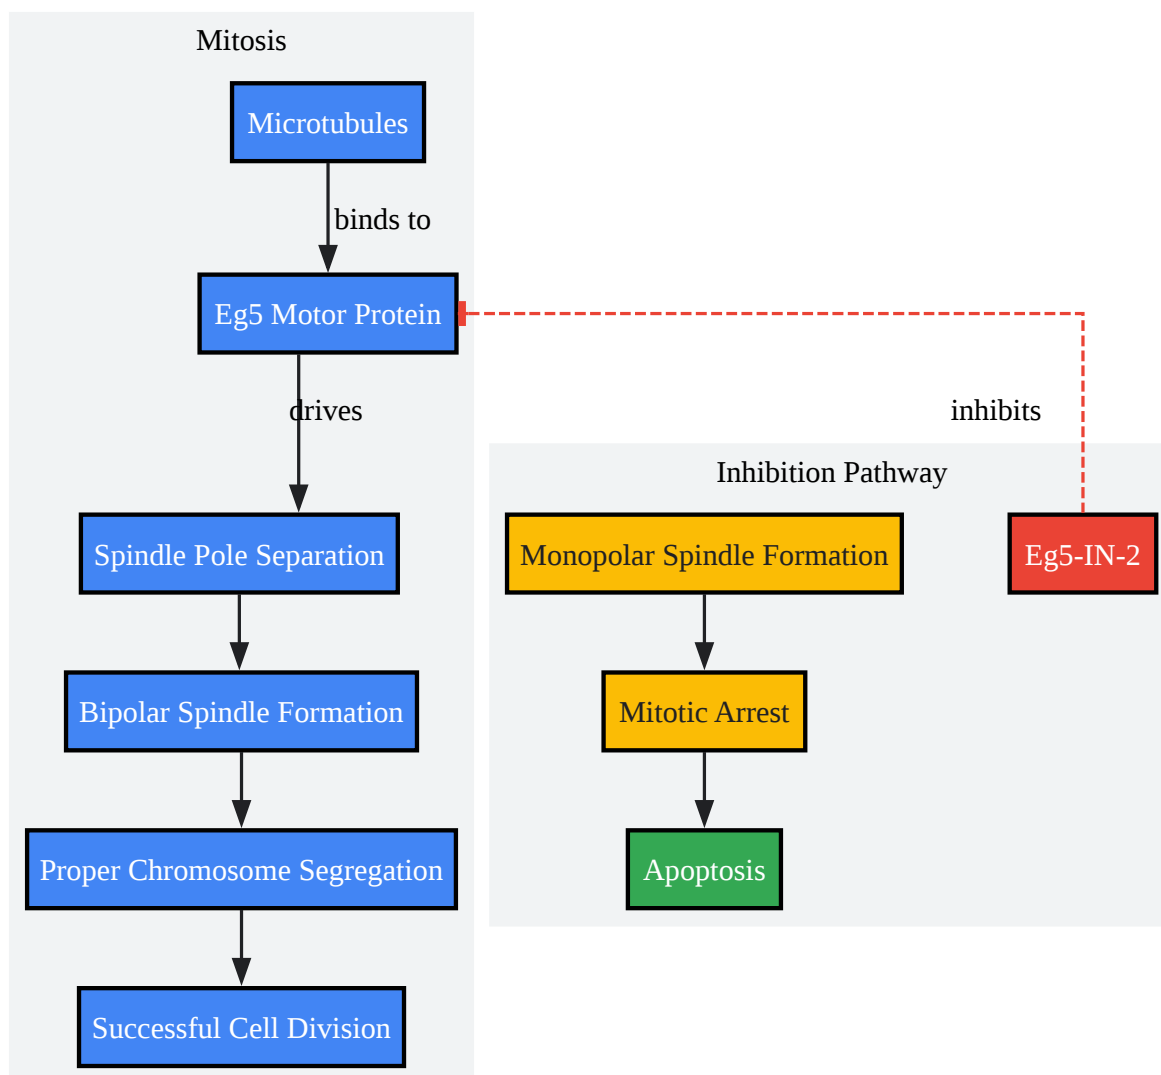 Mitosis
Microtubules
binds to
Eg5 Motor Protein
drives
Spindle Pole Separation
Bipolar Spindle Formation
Proper Chromosome Segregation
Successful Cell Division
inhibits
Inhibition Pathway
Monopolar Spindle Formation
Eg5-IN-2
Mitotic Arrest
Apoptosis